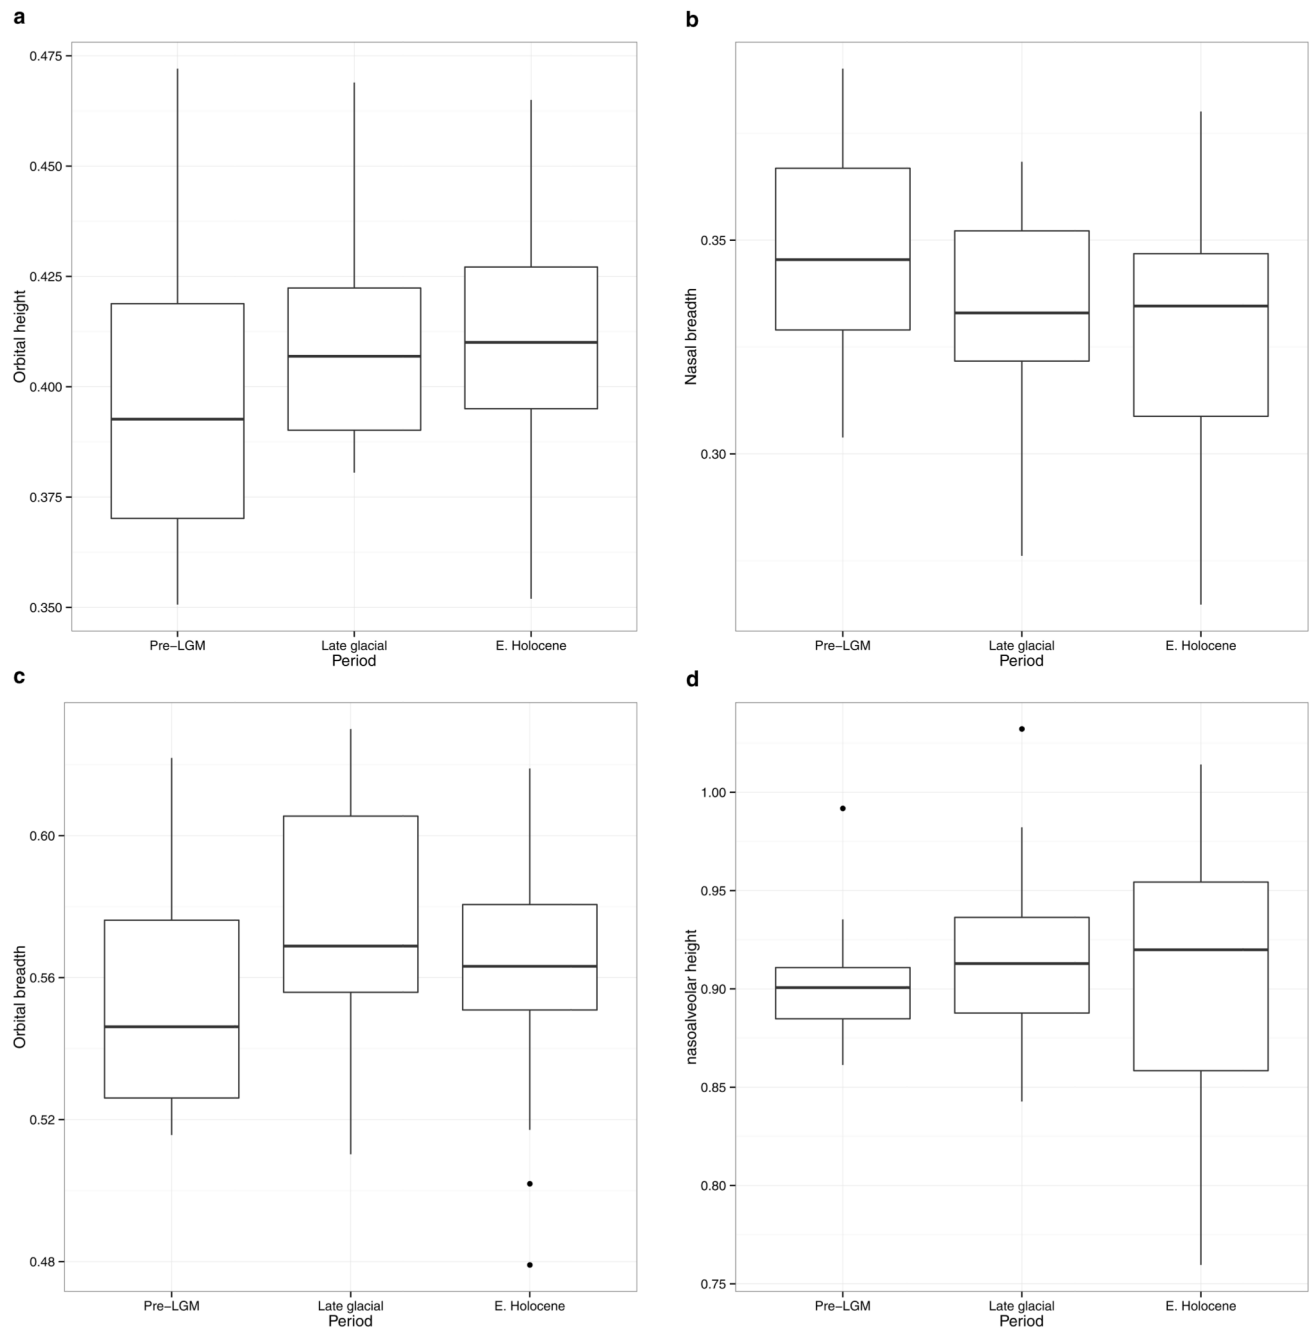 a
0.475
0.450
0.425
0.400
0.375
0.350
Orbital height
Pre–LGM Late glacial E. Holocene
Period
b
0.35
0.30
Nasal breadth
Pre–LGM Late glacial E. Holocene
Period
c
0.60
0.56
0.52
0.48
Orbital breadth
Pre–LGM Late glacial E. Holocene
Period
d
1.00
0.95
0.90
0.85
0.80
0.75
nasoalveolar height
Pre–LGM Late glacial E. Holocene
Period